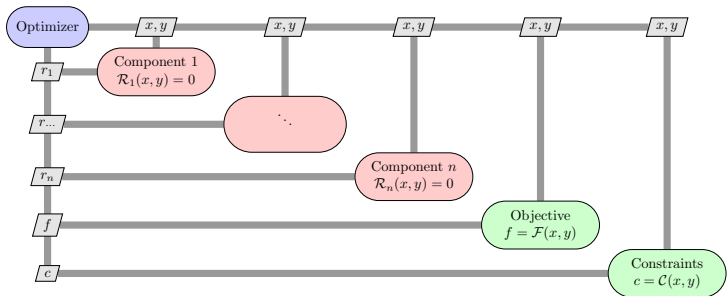 Optimizer
x, y
x, y
x, y
x, y
x, y
r₁
Component 1
ℛ₁(x, y) = 0
r...
⋱
rₙ
Component n
ℛₙ(x, y) = 0
f
Objective
f = ℱ(x, y)
c
Constraints
c = 𝒞(x, y)